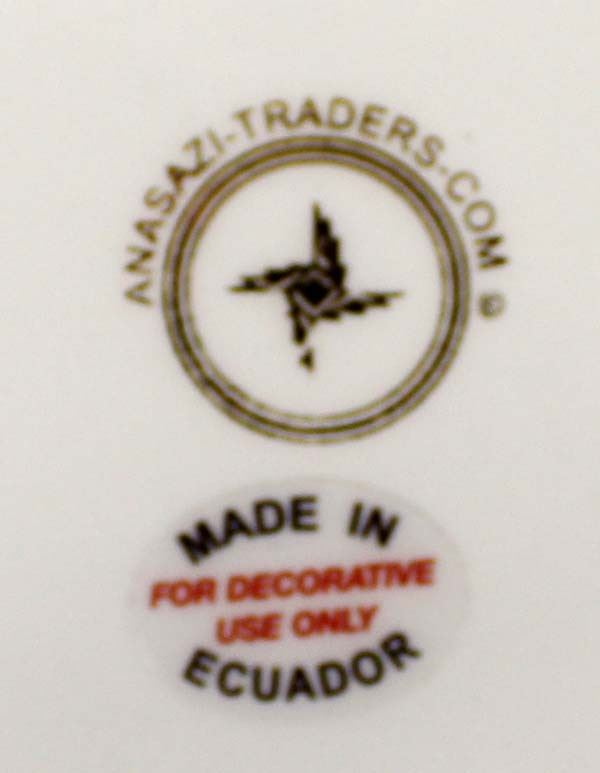 ANASAZI-TRADERS-COM ©
MADE IN
FOR DECORATIVE
USE ONLY
ECUADOR